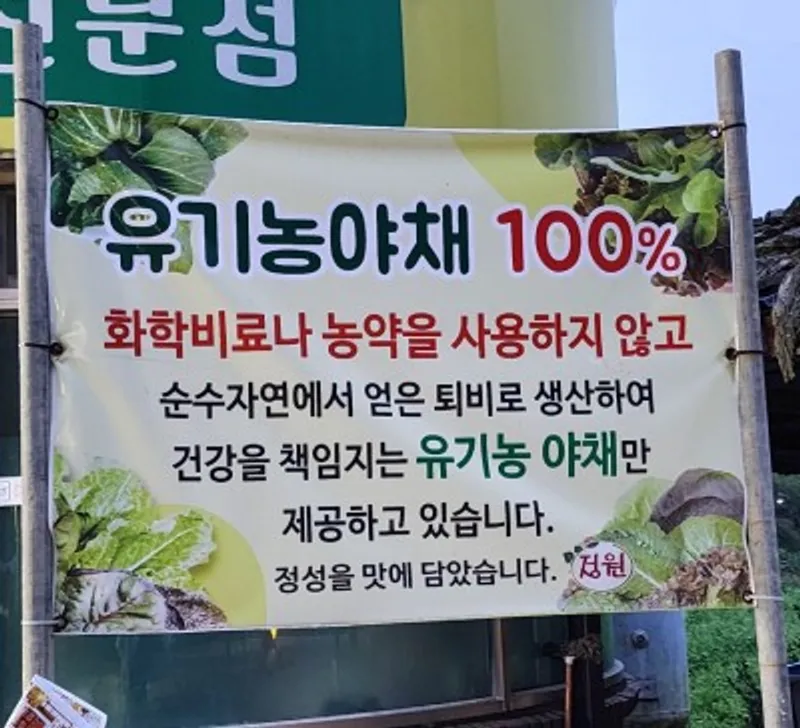 전문점
유기농야채 100%
화학비료나 농약을 사용하지 않고
순수자연에서 얻은 퇴비로 생산하여
건강을 책임지는 유기농 야채만
제공하고 있습니다.
정성을 맛에 담았습니다.
정원